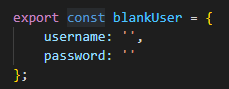 export const blankUser = {
    username: '',
    password: ''
};